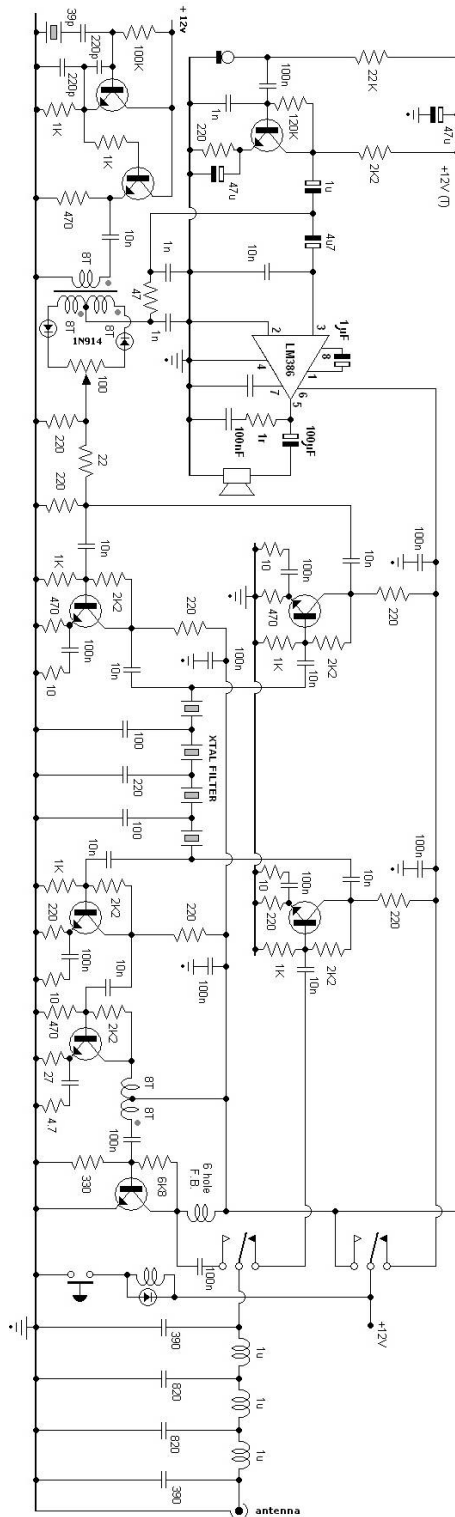 + 12v
39p
220p
220p
100K
1K
1K
470
10n
8T
8T
8T
1N914
100
22K
47u
+12V (T)
100n
1n
120K
220
47u
2K2
1u
4u7
10n
1n
47
1n
LM386
2
3
4
7
8
1
6
5
1µF
100nF
1r
100µF
220
22
220
10n
1K
2K2
470
100n
10
10n
220
100n
10
100n
470
1K
2K2
10n
10n
220
100n
XTAL FILTER
100
220
100
10n
1K
2K2
220
100n
10
10n
220
100n
10
100n
220
1K
2K2
10n
10n
220
100n
470
2K2
27
4.7
8T
8T
100n
330
6K8
6 hole
F.B.
100n
+12V
390
1u
820
1u
820
1u
390
antenna